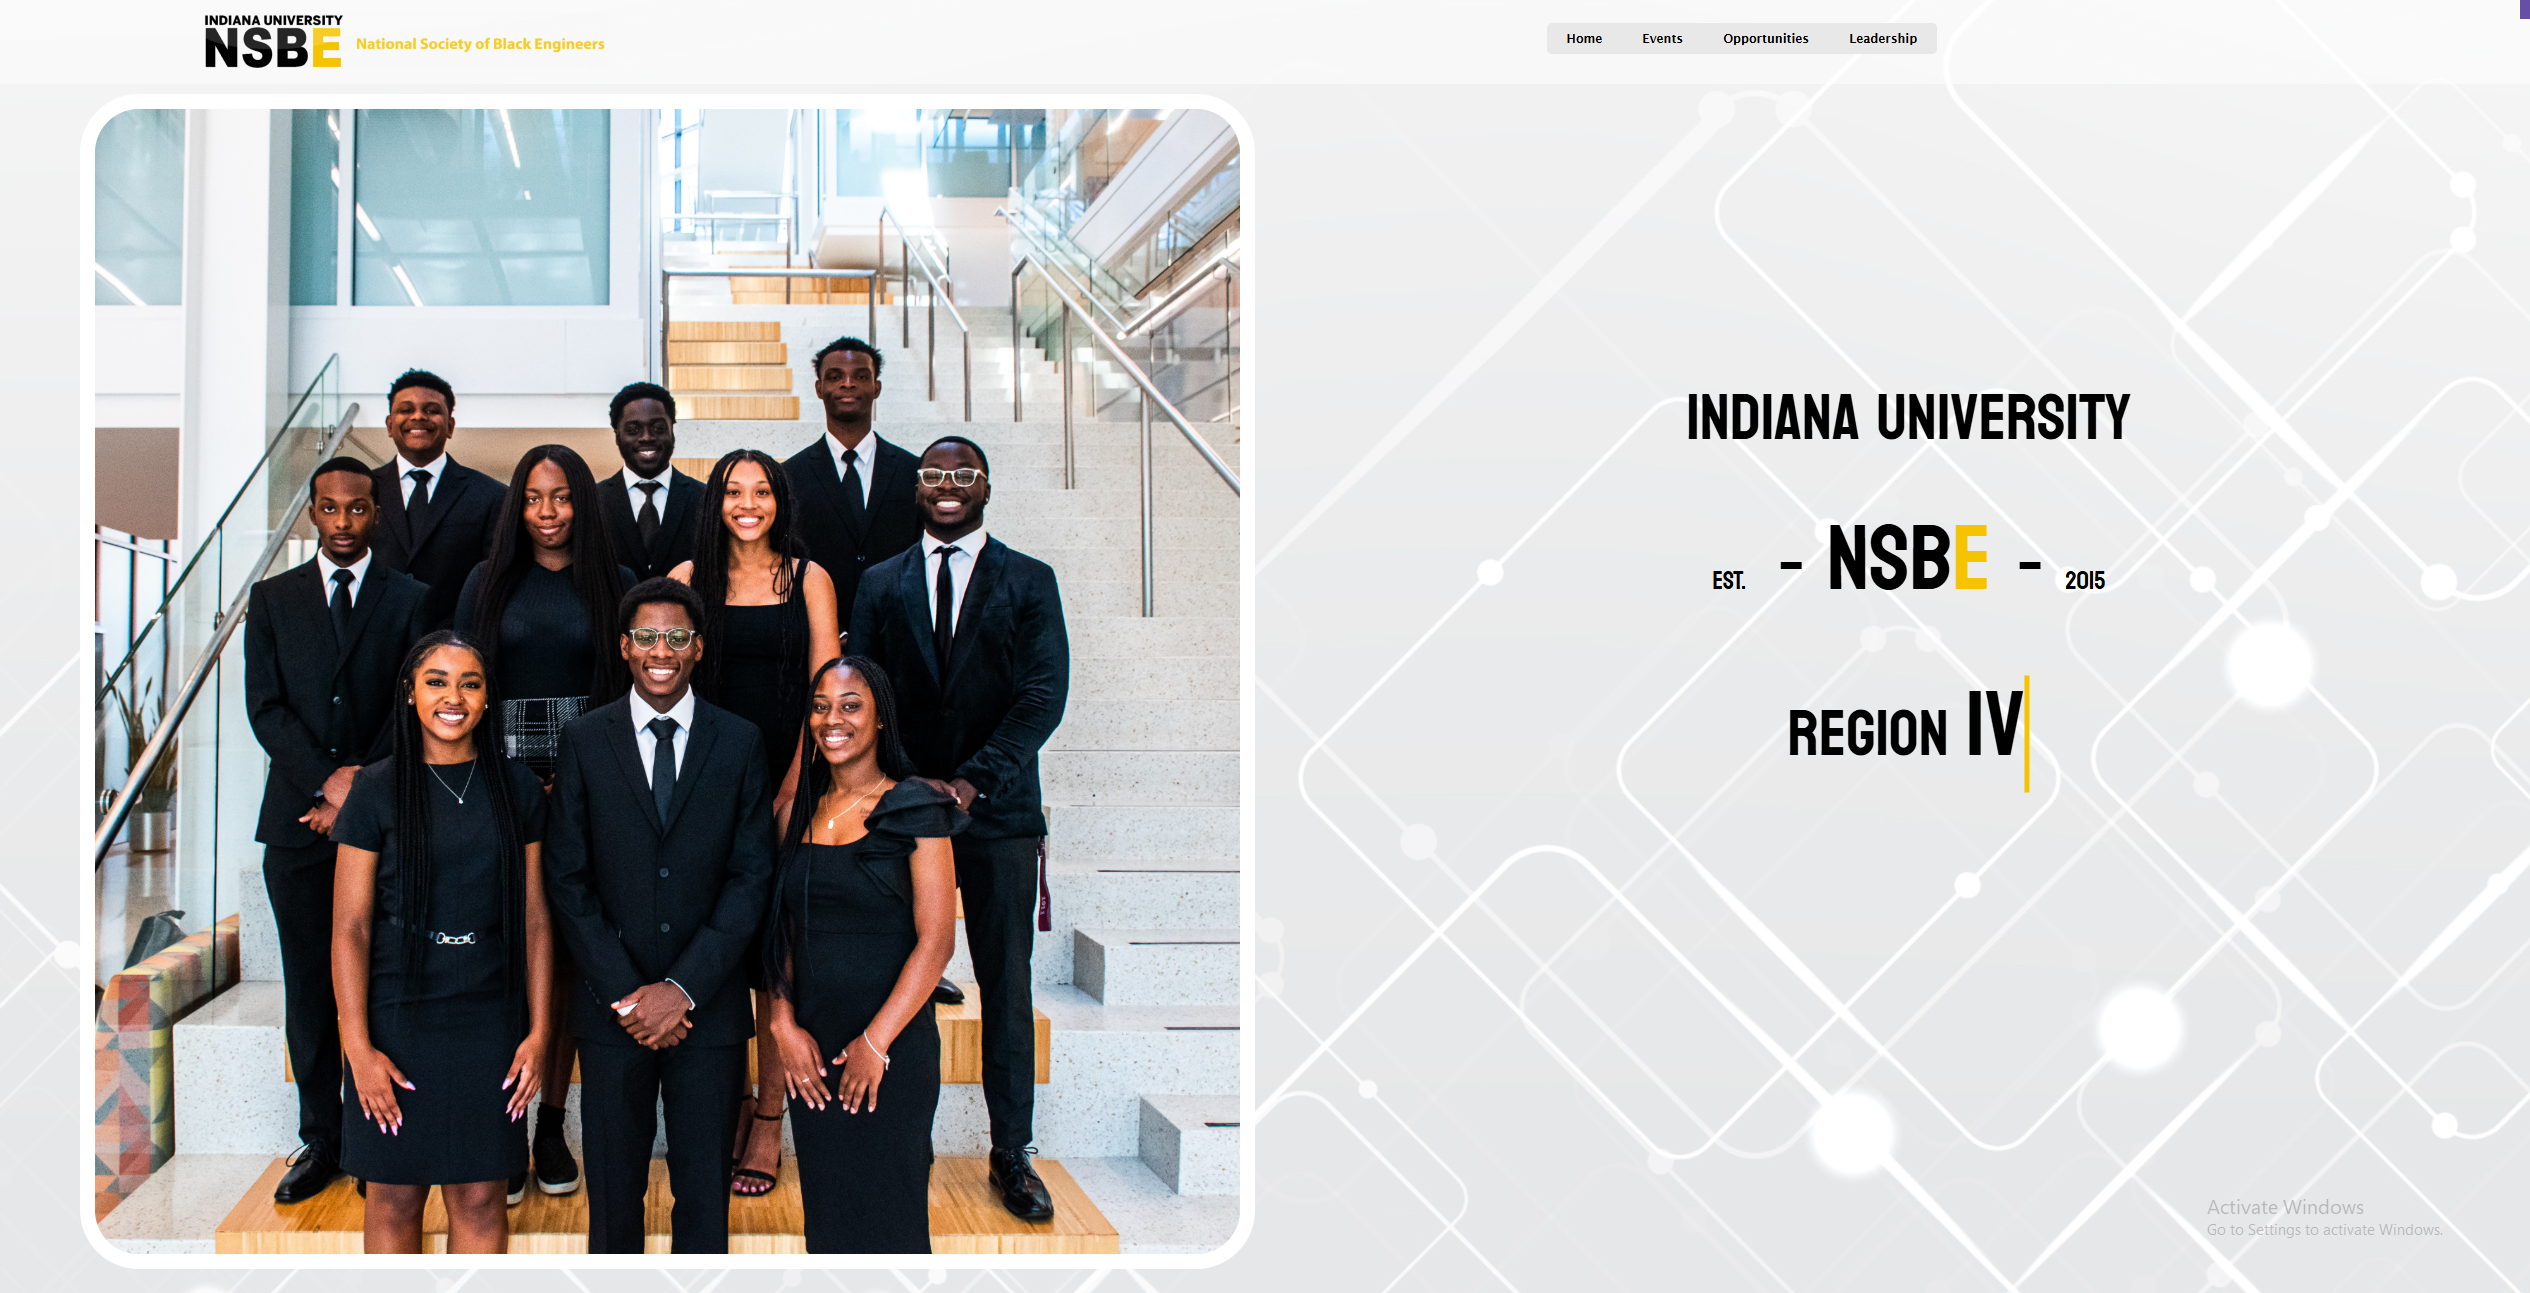 INDIANA UNIVERSITY
NSBE National Society of Black Engineers
Home Events Opportunities Leadership
INDIANA UNIVERSITY
EST. - NSBE - 2015
REGION IV
Activate Windows
Go to Settings to activate Windows.